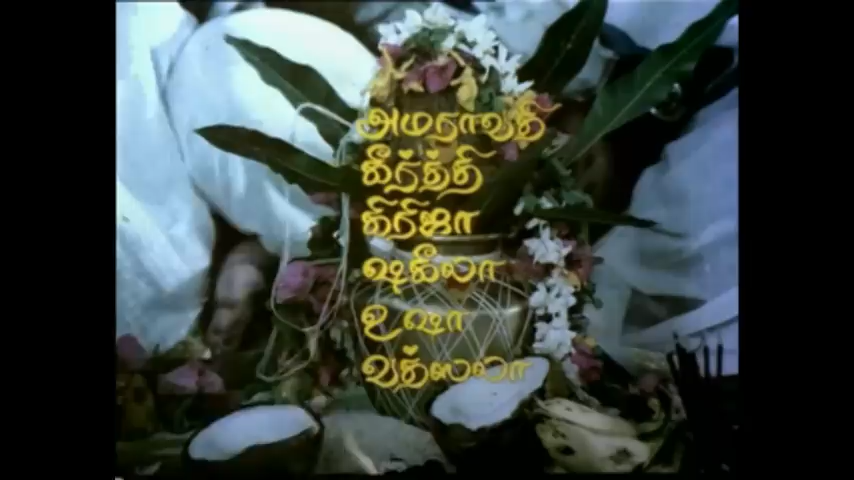 அமராவதி
கீர்த்தி
கிரிஜா
ஷகீலா
உஷா
வத்ஸலா